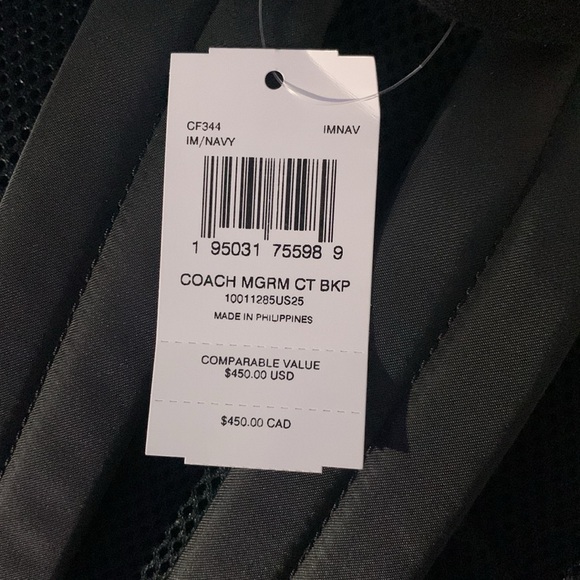 CF344 IMNAV
IM/NAVY
1 95031 75598 9
COACH MGRM CT BKP
10011285US25
MADE IN PHILIPPINES
COMPARABLE VALUE
$450.00 USD
$450.00 CAD